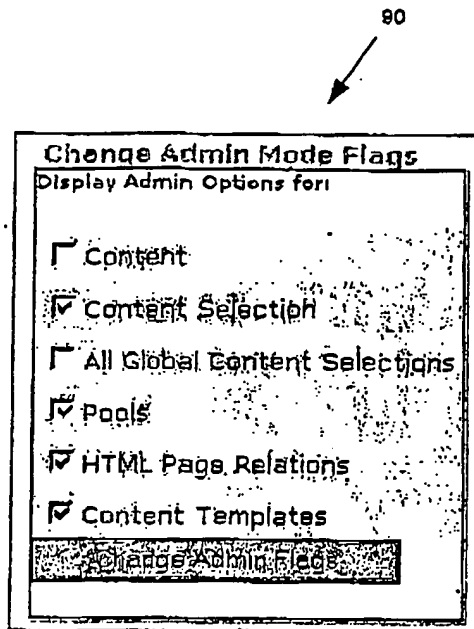 90
Change Admin Mode Flags
Display Admin Options for:
Content
Content Selection
All Global Content Selections
Pools
HTML Page Relations
Content Templates
Change Admin Flags